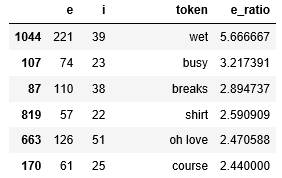 e i token e_ratio
1044 221 39 wet 5.666667
107 74 23 busy 3.217391
87 110 38 breaks 2.894737
819 57 22 shirt 2.590909
663 126 51 oh love 2.470588
170 61 25 course 2.440000